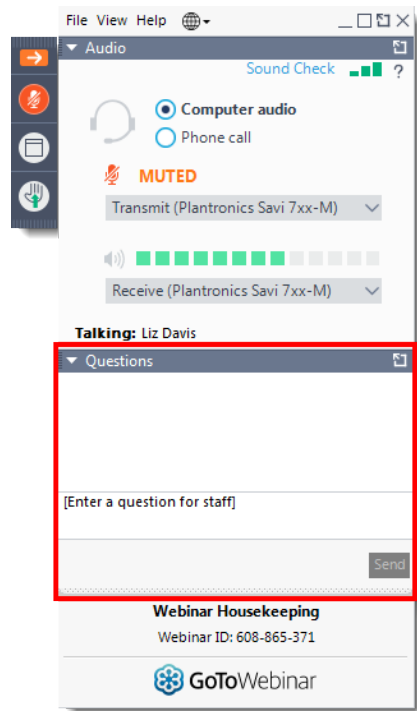 File View Help
Audio
Sound Check ?
Computer audio
Phone call
MUTED
Transmit (Plantronics Savi 7xx-M)
Receive (Plantronics Savi 7xx-M)
Talking: Liz Davis
Questions
[Enter a question for staff]
Send
Webinar Housekeeping
Webinar ID: 608-865-371
GoToWebinar